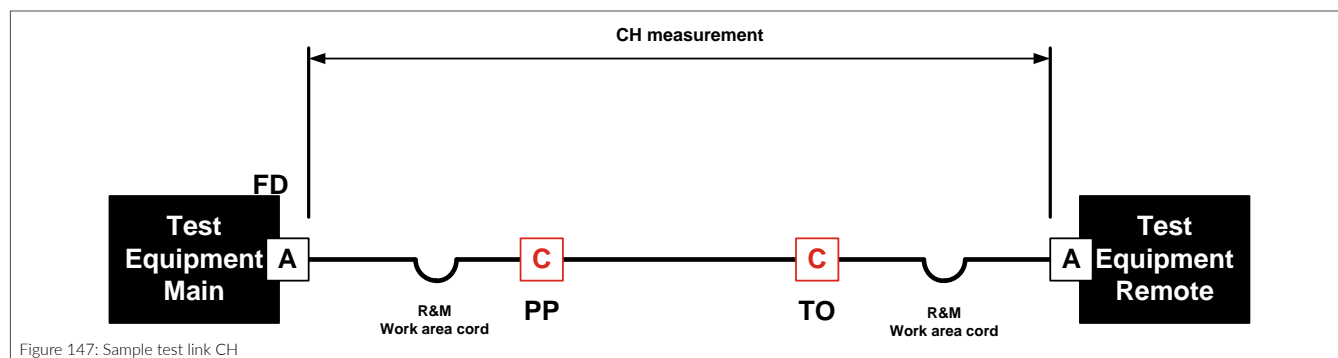 CH measurement
FD
Test
Equipment
Main
A
C
C
A
Test
Equipment
Remote
R&M
Work area cord
PP
TO
R&M
Work area cord
Figure 147: Sample test link CH